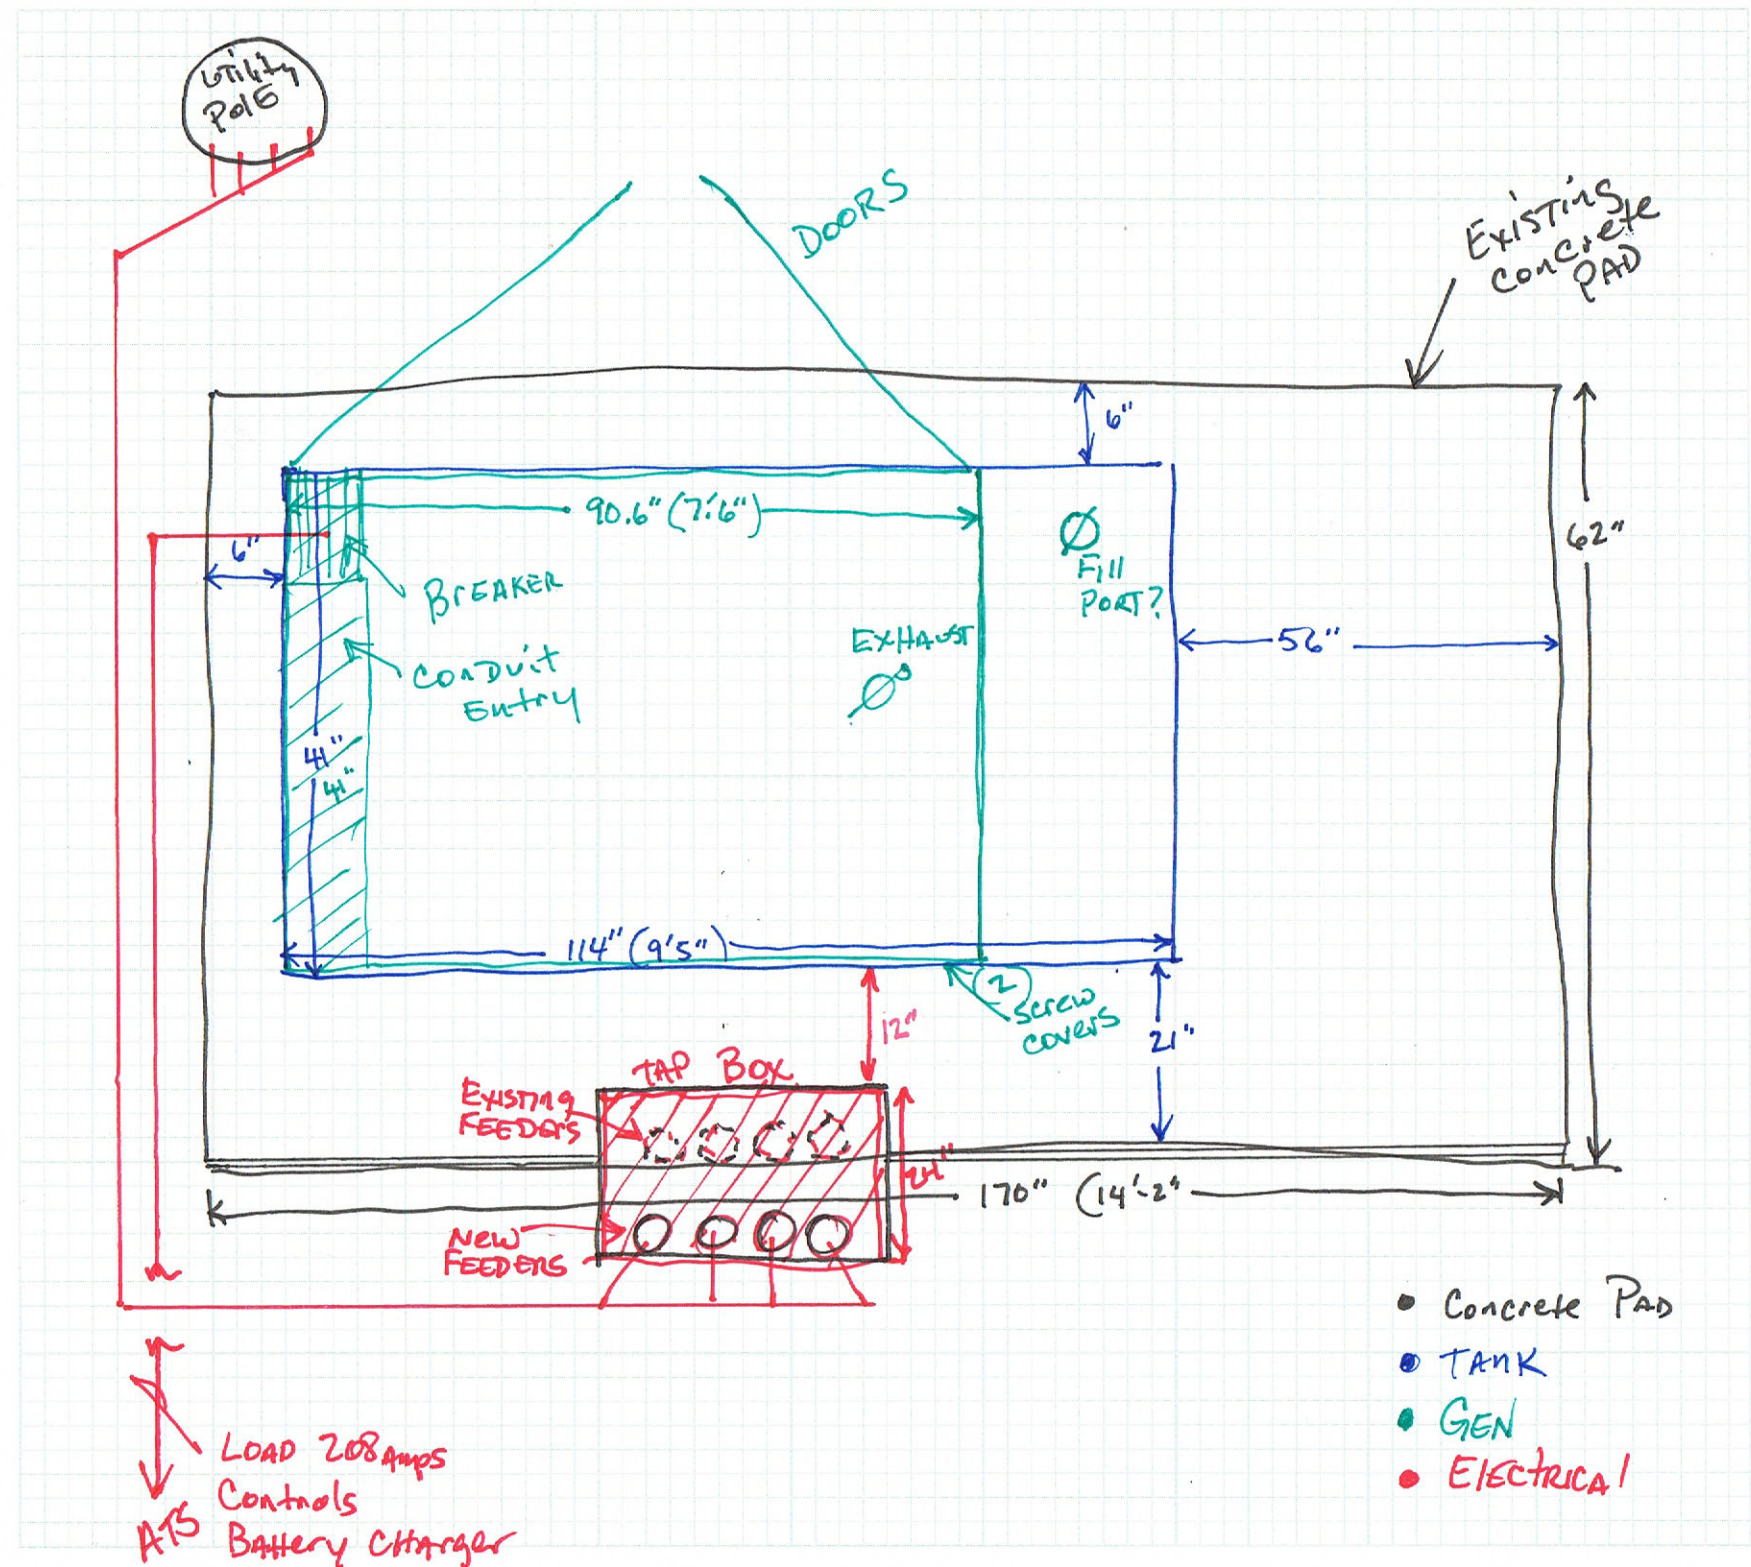 Utility
PolE
DOORS
Existing
Concrete
PAD
6"
90.6" (7'6")
62"
6"
Fill
PORT?
BreAKER
EXHAUST
56"
Conduit
Entry
41"
41"
114" (9'5")
(2)
Screw
covers
12"
21"
TAP BOX
Existing
FEEDERS
24"
170" (14'-2"
New
FEEDERS
Concrete PAD
TANK
GEN
ElEctrical
LOAD 208 Amps
Controls
Battery Charger
ATS